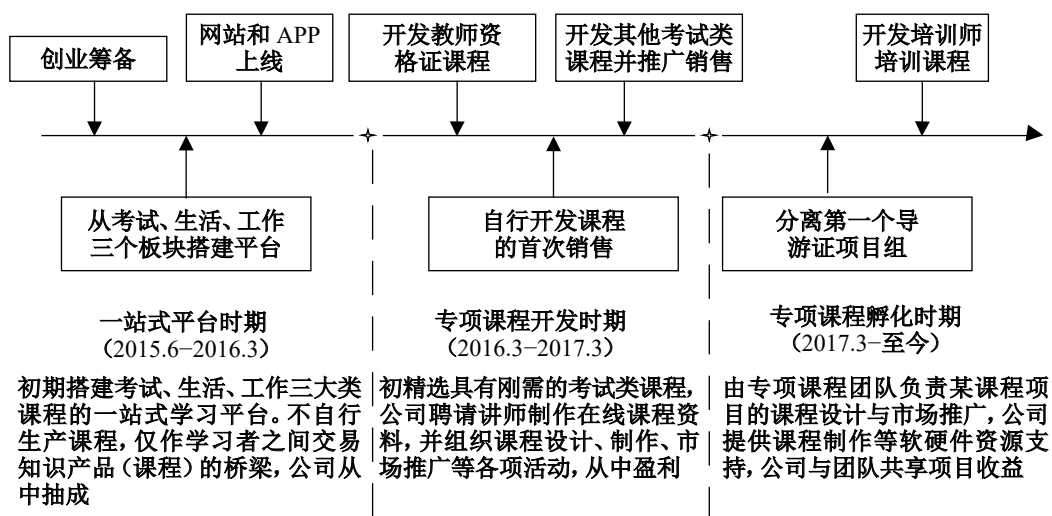 创业筹备
网站和 APP
上线
开发教师资
格证课程
开发其他考试类
课程并推广销售
开发培训师
培训课程
从考试、生活、工作
三个板块搭建平台
自行开发课程
的首次销售
分离第一个导
游证项目组
一站式平台时期
（2015.6−2016.3）
初期搭建考试、生活、工作三大类
课程的一站式学习平台。不自行
生产课程，仅作学习者之间交易
知识产品（课程）的桥梁，公司从
中抽成
专项课程开发时期
（2016.3−2017.3）
初精选具有刚需的考试类课程，
公司聘请讲师制作在线课程资
料，并组织课程设计、制作、市
场推广等各项活动，从中盈利
专项课程孵化时期
（2017.3−至今）
由专项课程团队负责某课程项
目的课程设计与市场推广，公司
提供课程制作等软硬件资源支
持，公司与团队共享项目收益